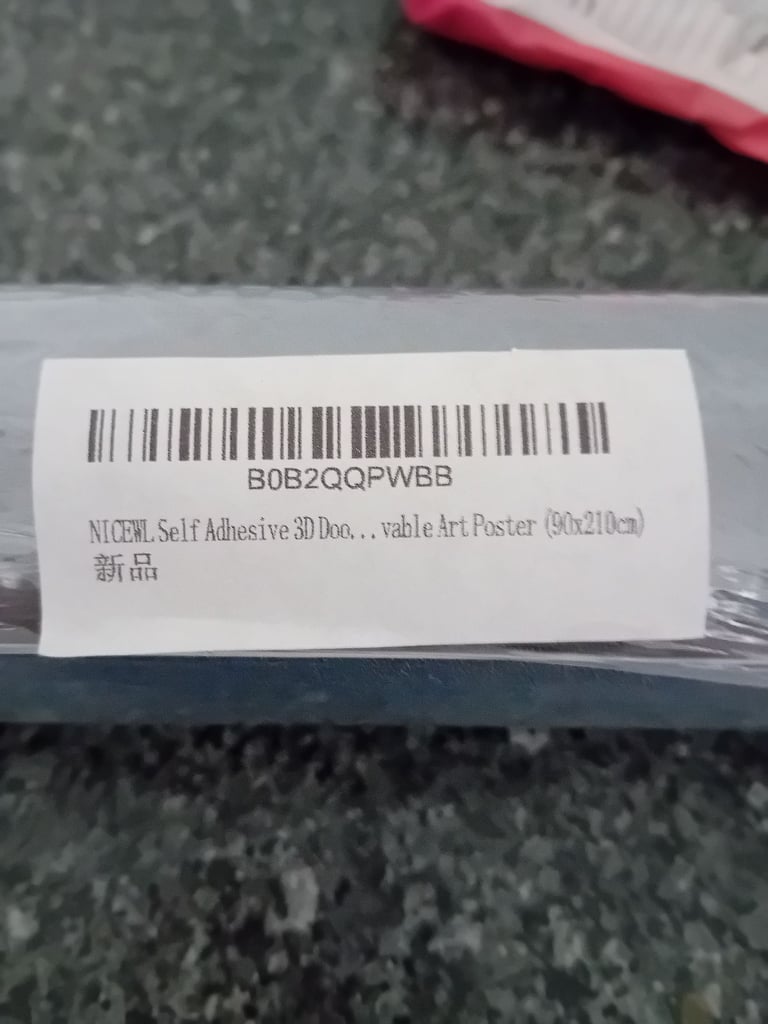 B0B2QQPWBB
NICEWL Self Adhesive 3D Doo...vable Art Poster (90x210cm)
新品